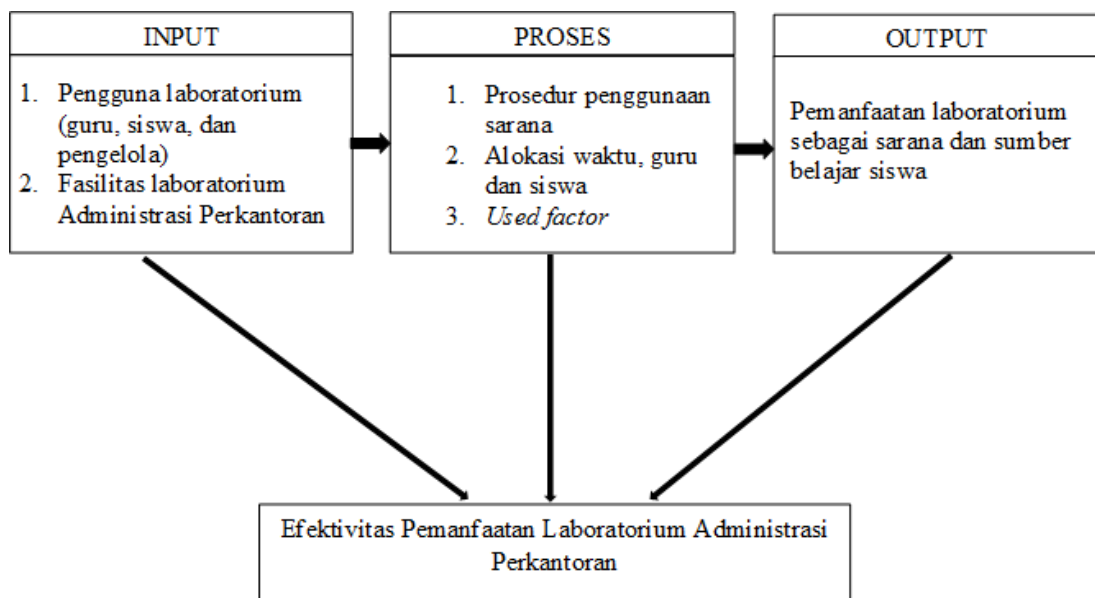 INPUT
1. Pengguna laboratorium
(guru, siswa, dan
pengelola)
2. Fasilitas laboratorium
Administrasi Perkantoran
PROSES
1. Prosedur penggunaan
sarana
2. Alokasi waktu, guru
dan siswa
3. Used factor
OUTPUT
Pemanfaatan laboratorium
sebagai sarana dan sumber
belajar siswa
Efektivitas Pemanfaatan Laboratorium Administrasi
Perkantoran